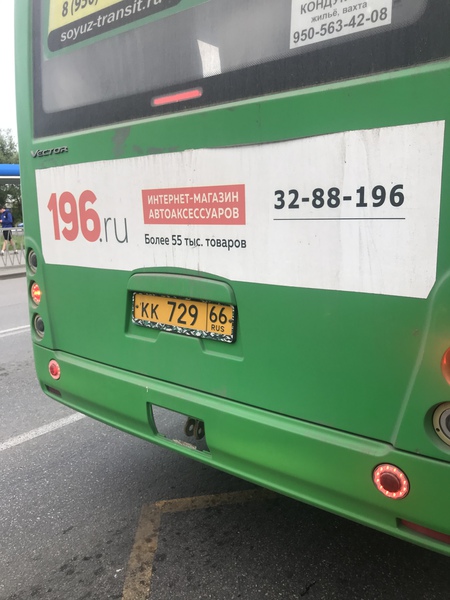 8 (950)
soyuz-transit.ru
жильё, вахта
950-563-42-08
VECTOR
196.ru
ИНТЕРНЕТ-МАГАЗИН
АВТОАКСЕССУАРОВ
Более 55 тыс. товаров
32-88-196
КК 729 66
RUS